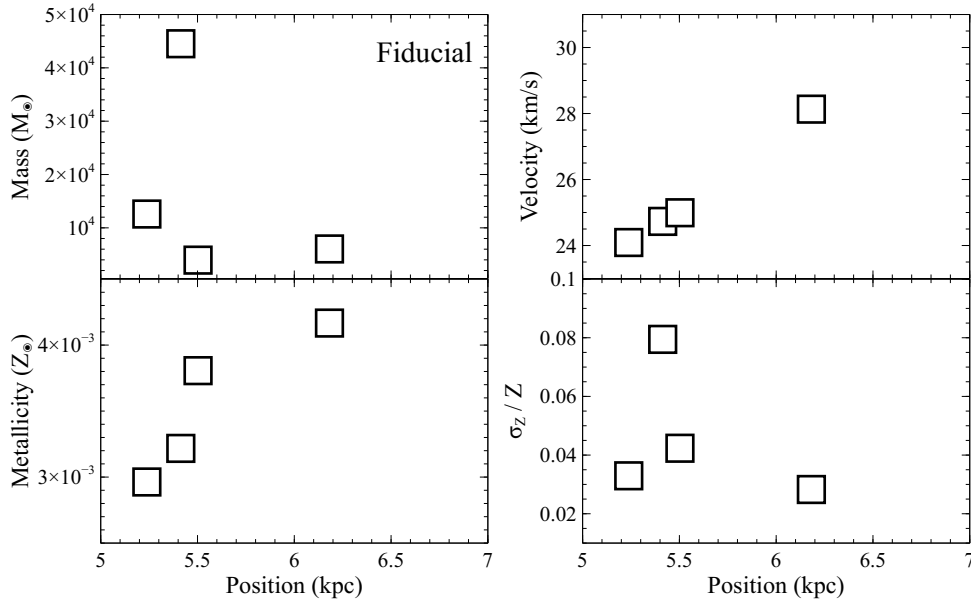 Fiducial
Mass (M◉)
5×10⁴
4×10⁴
3×10⁴
2×10⁴
10⁴
Velocity (km/s)
30
28
26
24
Metallicity (Z◉)
4×10⁻³
3×10⁻³
5 5.5 6 6.5 7
Position (kpc)
σZ / Z
0.1
0.08
0.06
0.04
0.02
5 5.5 6 6.5 7
Position (kpc)